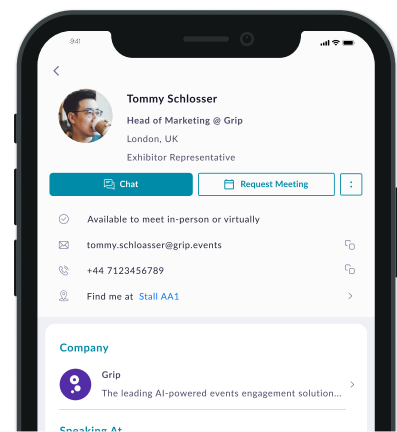 9:41
Tommy Schlosser
Head of Marketing @ Grip
London, UK
Exhibitor Representative
Chat
Request Meeting
Available to meet in-person or virtually
tommy.schloasser@grip.events
+44 7123456789
Find me at Stall AA1
Company
Grip
The leading AI-powered events engagement solution...
Speaking At